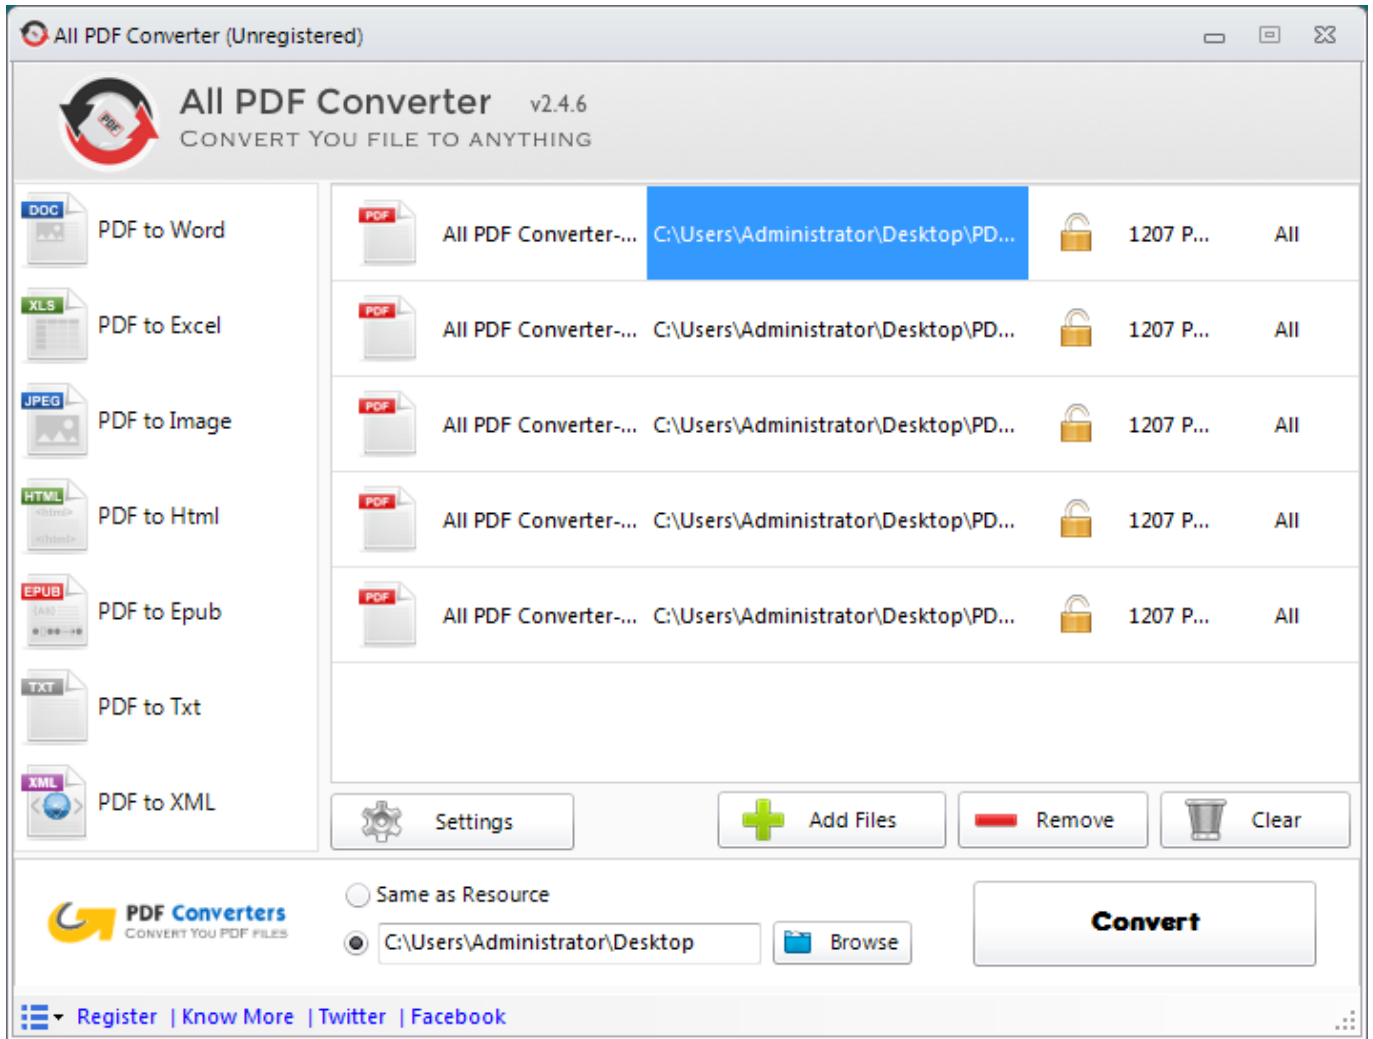 All PDF Converter (Unregistered)
All PDF Converter v2.4.6
CONVERT YOU FILE TO ANYTHING
DOC PDF to Word
XLS PDF to Excel
JPEG PDF to Image
HTML <html> </html> PDF to Html
EPUB PDF to Epub
TXT PDF to Txt
XML PDF to XML
PDF All PDF Converter-... C:\Users\Administrator\Desktop\PD... 1207 P... All
PDF All PDF Converter-... C:\Users\Administrator\Desktop\PD... 1207 P... All
PDF All PDF Converter-... C:\Users\Administrator\Desktop\PD... 1207 P... All
PDF All PDF Converter-... C:\Users\Administrator\Desktop\PD... 1207 P... All
PDF All PDF Converter-... C:\Users\Administrator\Desktop\PD... 1207 P... All
Settings Add Files Remove Clear
PDF Converters
CONVERT YOU PDF FILES
Same as Resource
C:\Users\Administrator\Desktop Browse
Convert
Register | Know More | Twitter | Facebook